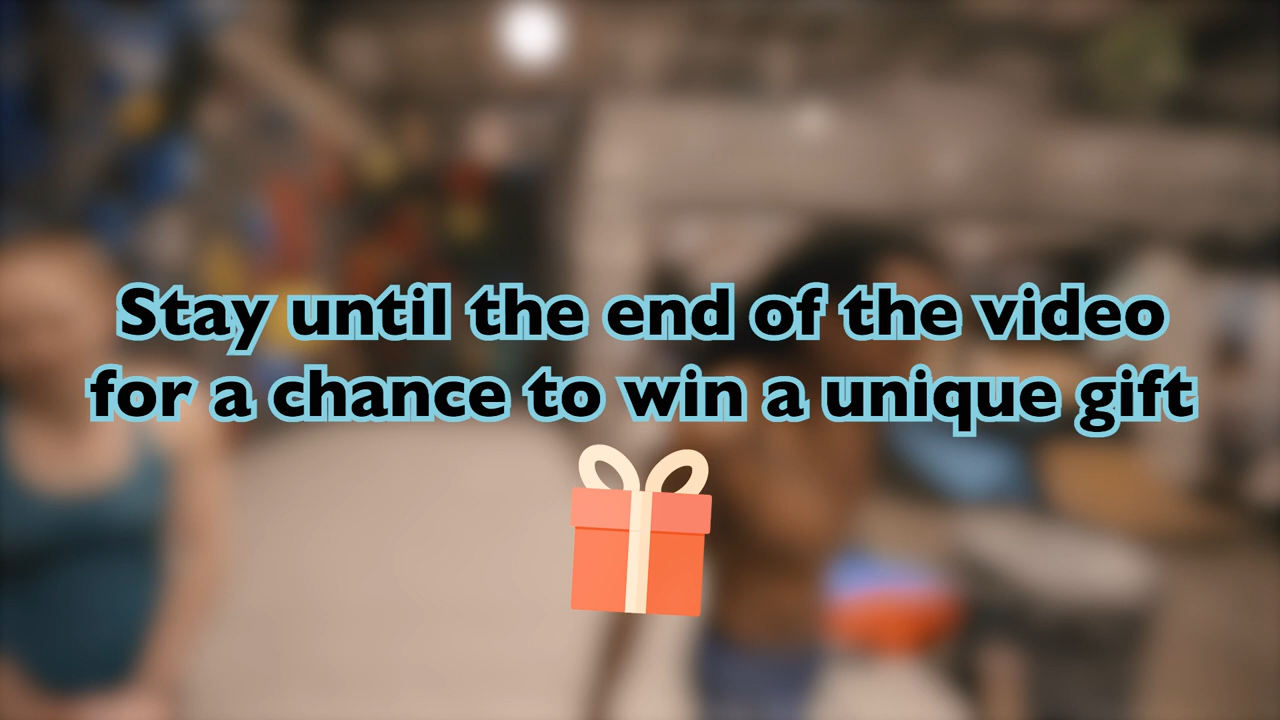 Stay until the end of the video
for a chance to win a unique gift